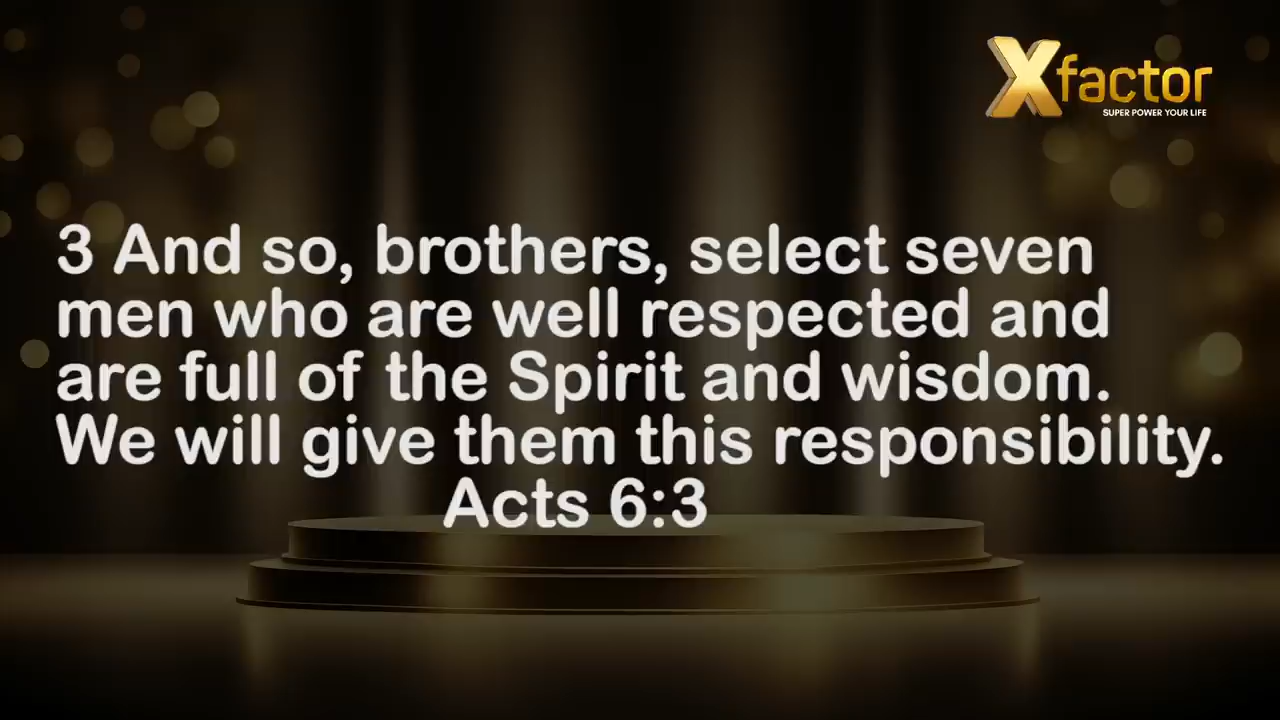 Xfactor
SUPER POWER YOUR LIFE
3 And so, brothers, select seven
men who are well respected and
are full of the Spirit and wisdom.
We will give them this responsibility.
Acts 6:3